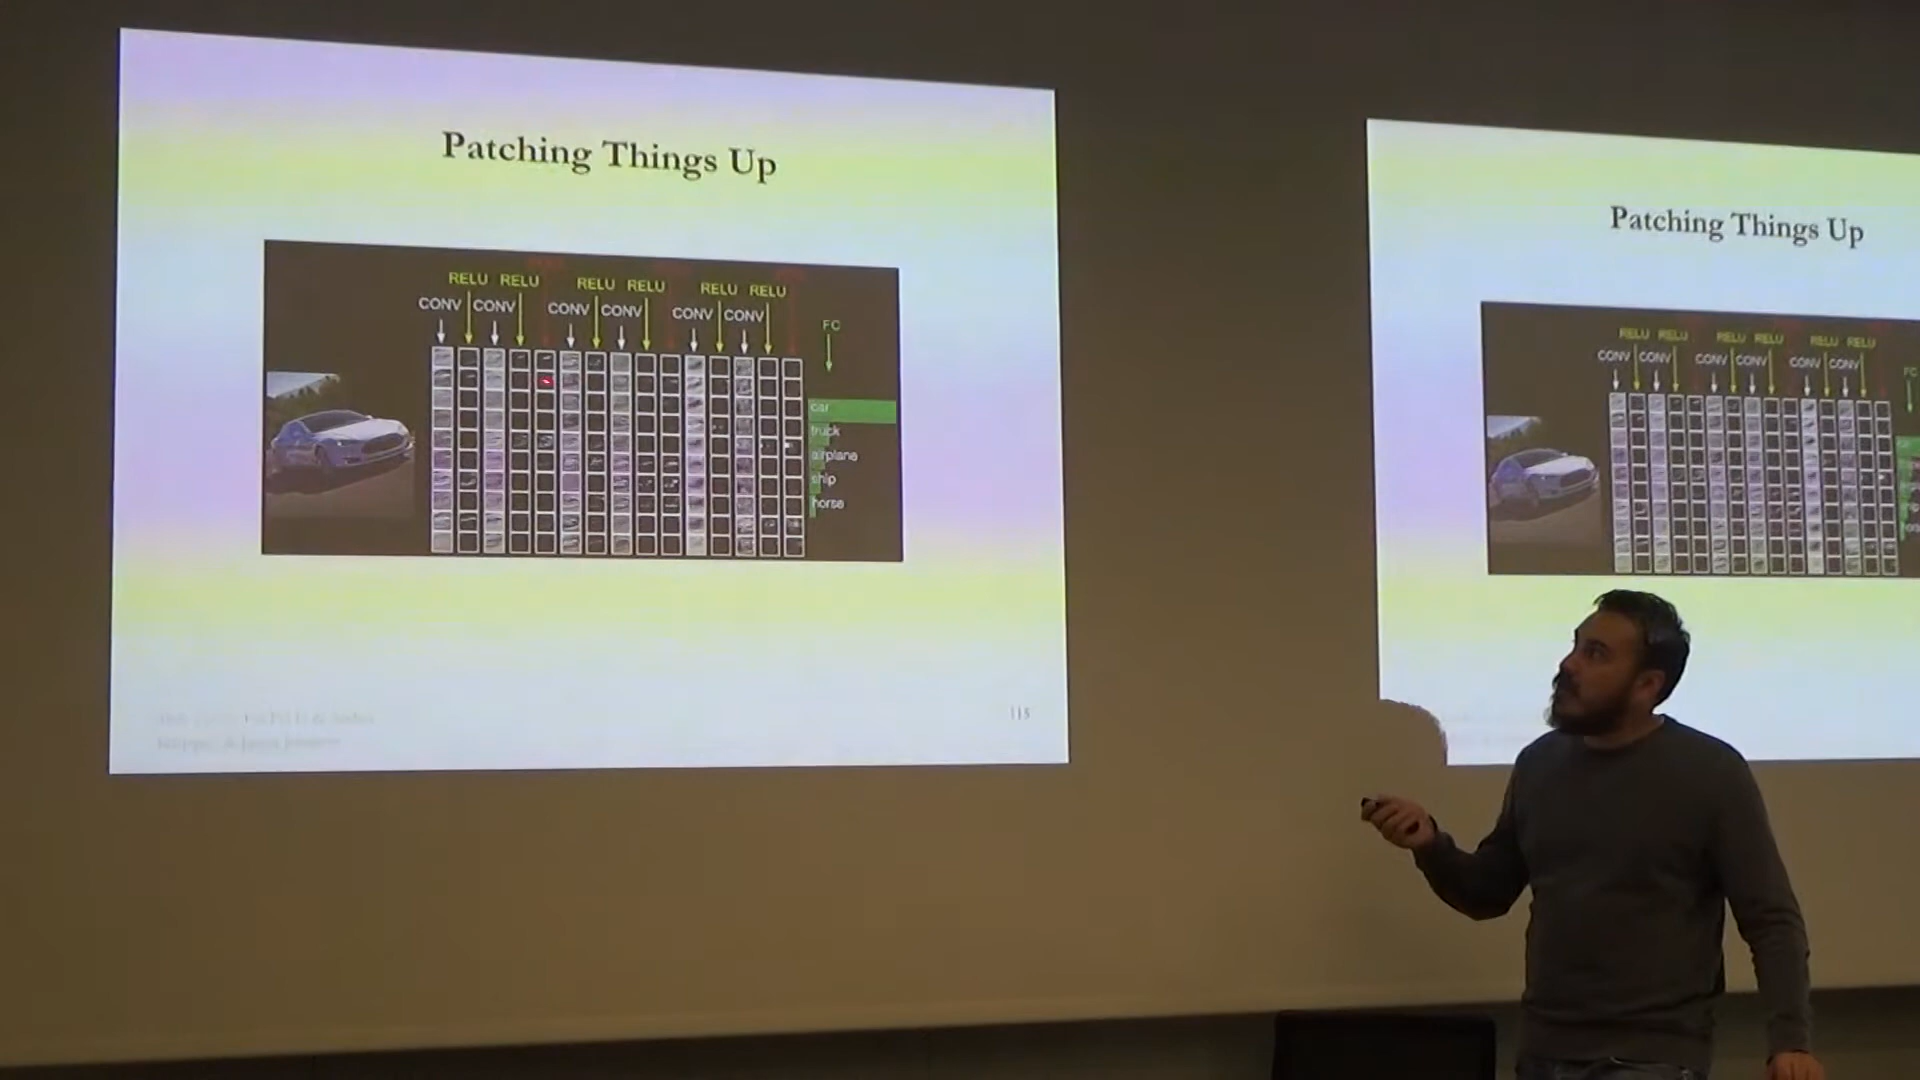 Patching Things Up
RELU RELU RELU RELU RELU RELU
CONV CONV CONV CONV CONV CONV
FC
car
truck
airplane
ship
horse
115
Patching Things Up
RELU RELU RELU RELU RELU RELU
CONV CONV CONV CONV CONV CONV
FC